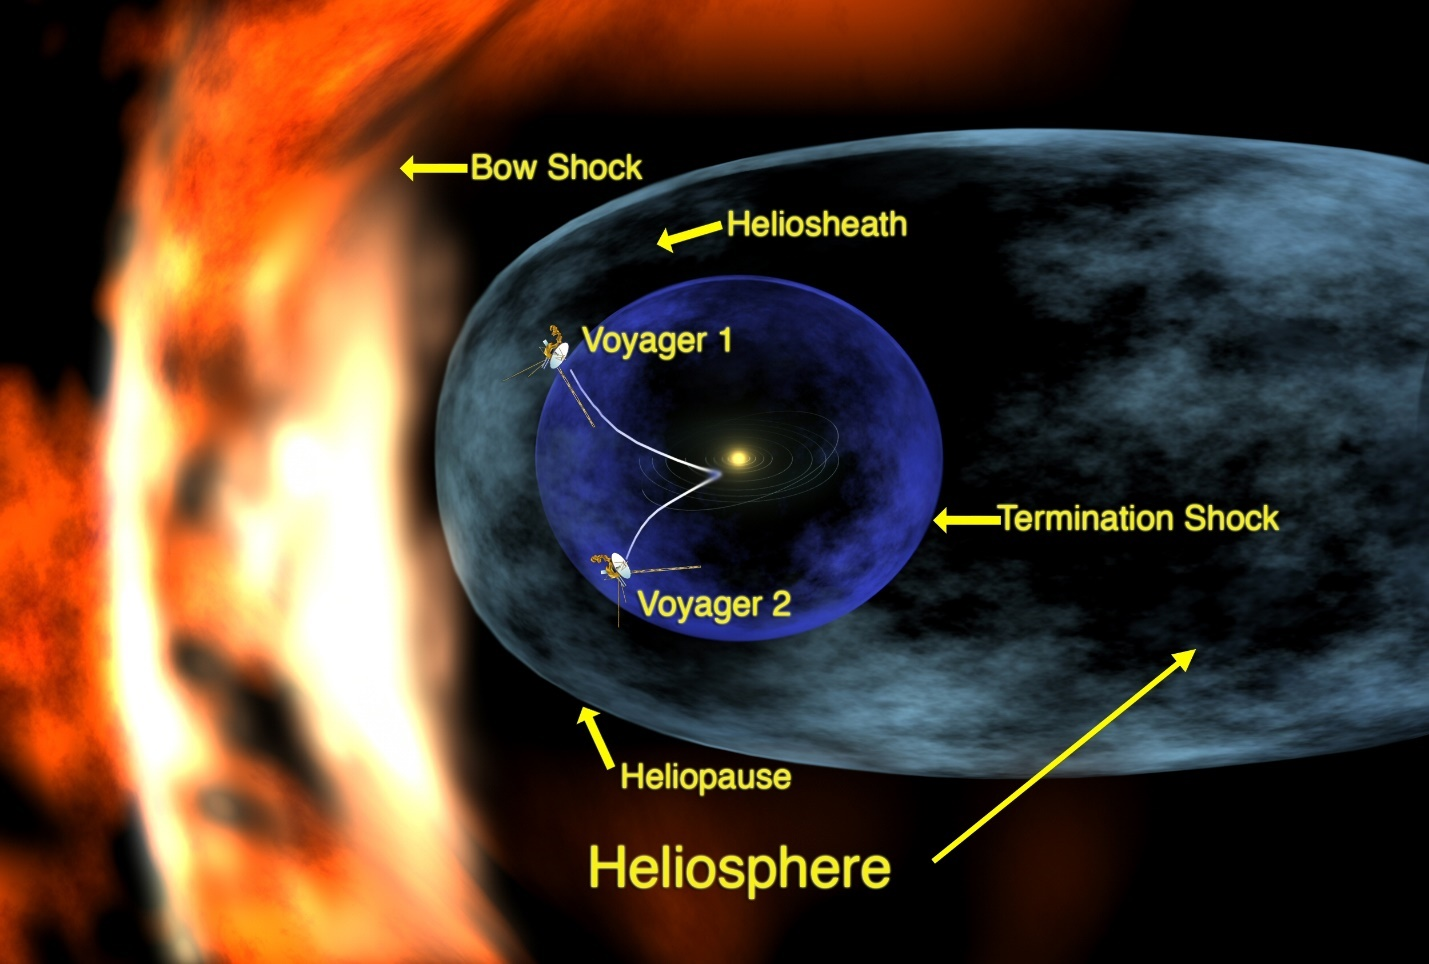 Bow Shock
Heliosheath
Voyager 1
Termination Shock
Voyager 2
Heliopause
Heliosphere